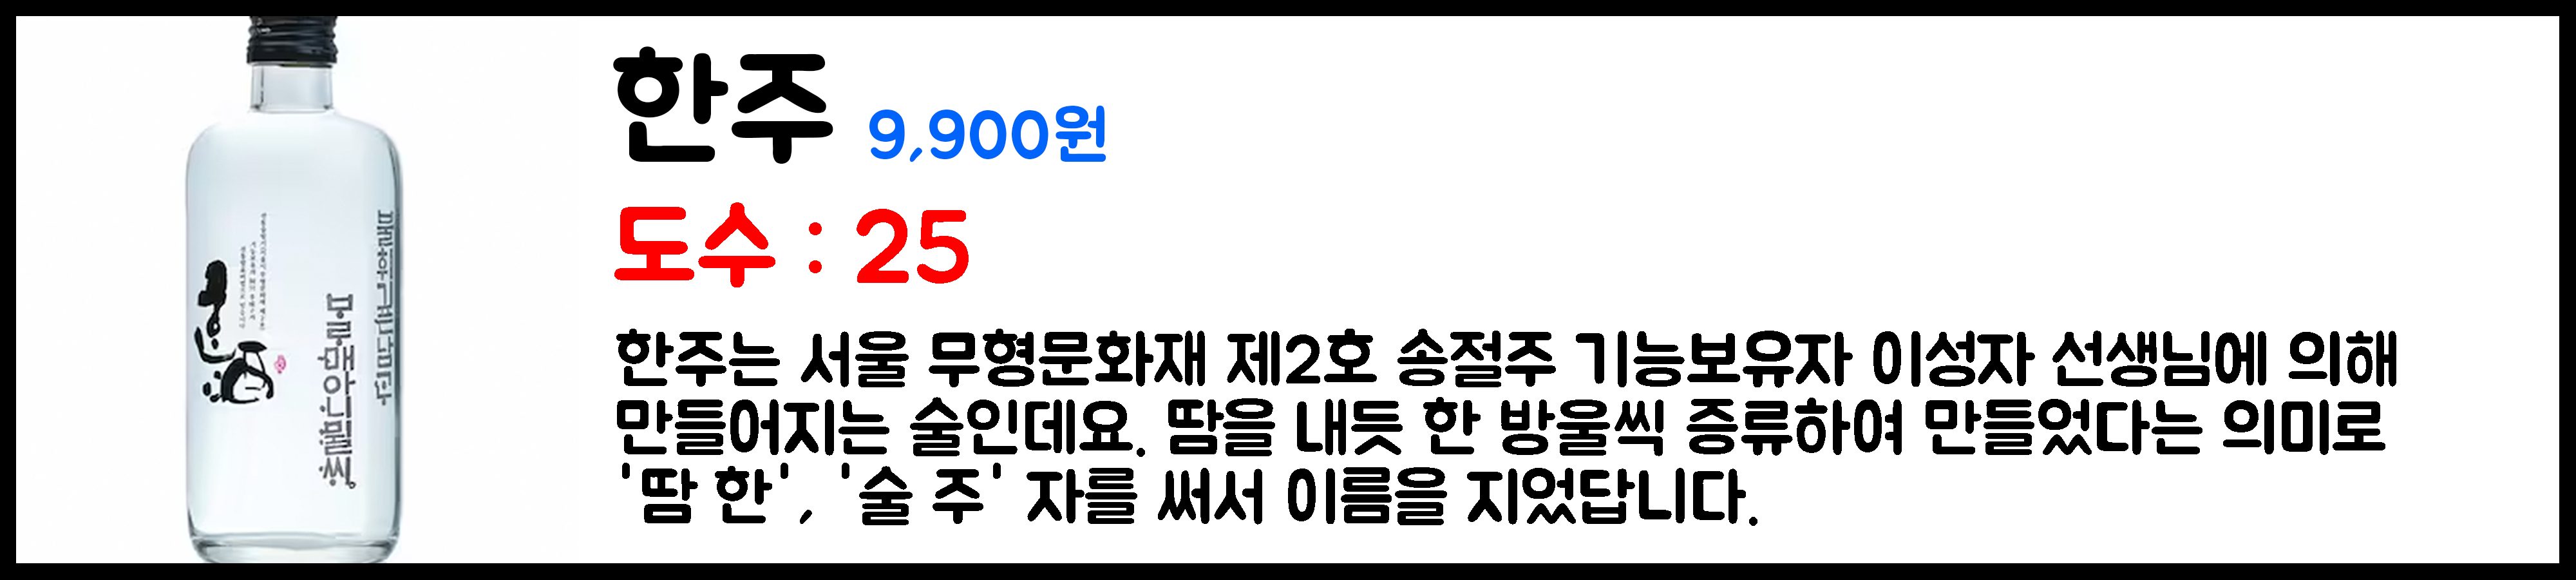 한주 9,900원
도수 : 25
한주는 서울 무형문화재 제2호 송절주 기능보유자 이성자 선생님에 의해
만들어지는 술인데요. 땀을 내듯 한 방울씩 증류하여 만들었다는 의미로
'땀 한', '술 주' 자를 써서 이름을 지었답니다.